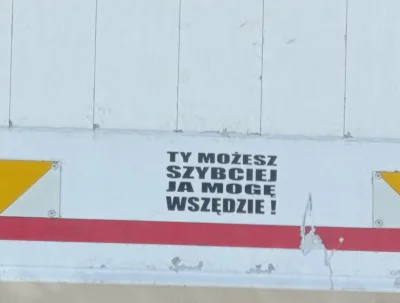 TY MOŻESZ
SZYBCIEJ
JA MOGĘ
WSZĘDZIE !